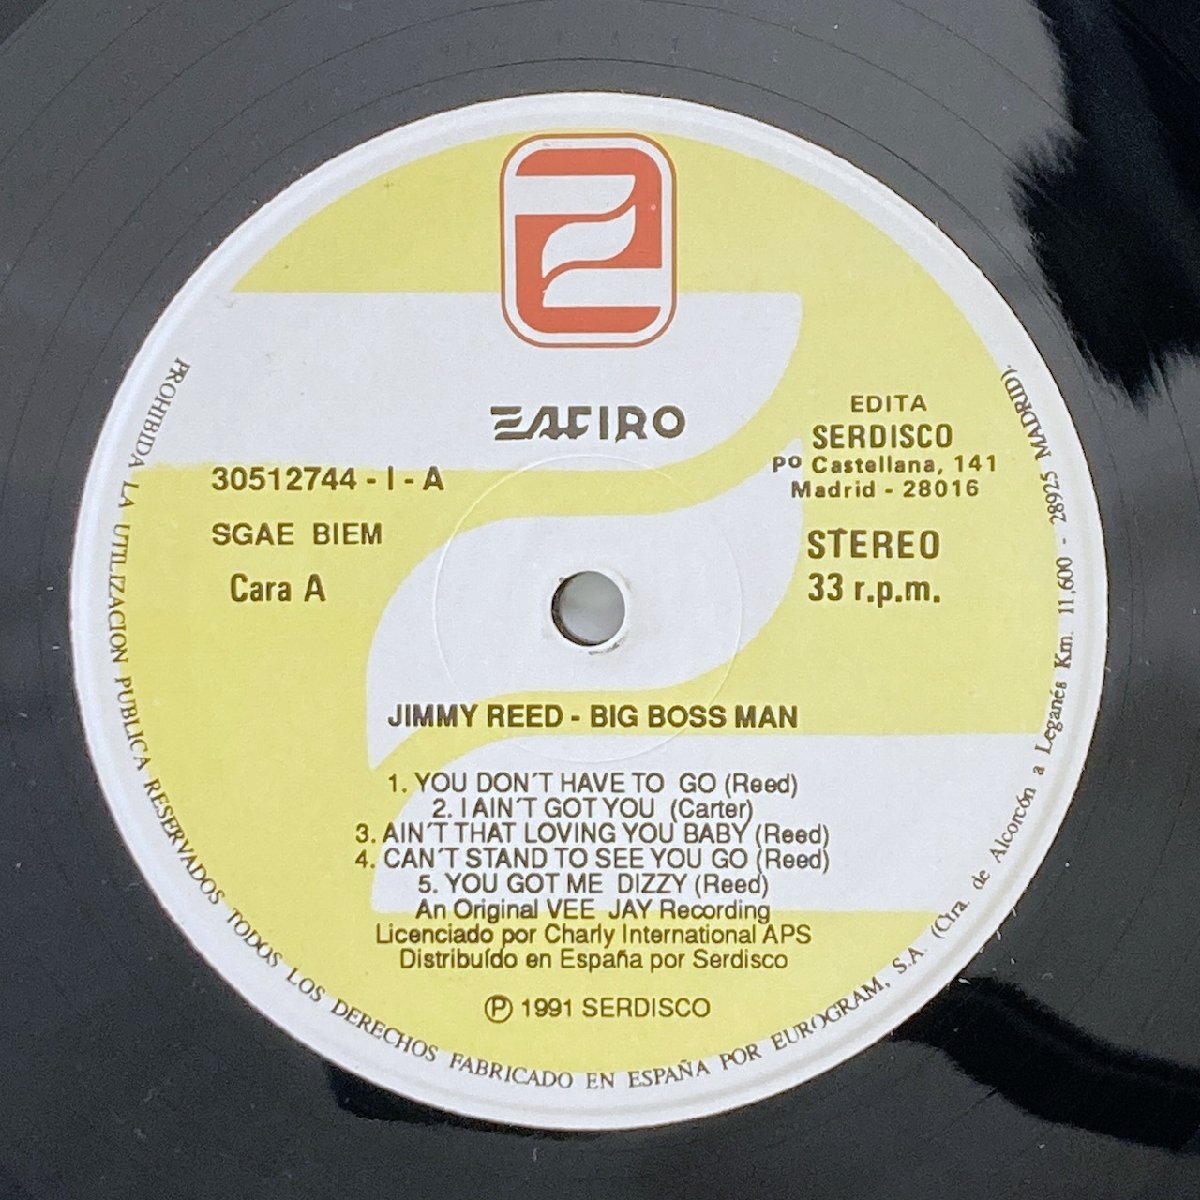 ZAFIRO
30512744 - I - A
SGAE BIEM
Cara A
EDITA
SERDISCO
Pº Castellana, 141
Madrid - 28016
STEREO
33 r.p.m.
JIMMY REED - BIG BOSS MAN
1. YOU DON´T HAVE TO GO (Reed)
2. I AIN´T GOT YOU (Carter)
3. AIN´T THAT LOVING YOU BABY (Reed)
4. CAN´T STAND TO SEE YOU GO (Reed)
5. YOU GOT ME DIZZY (Reed)
An Original VEE JAY Recording
Licenciado por Charly International APS
Distribuído en España por Serdisco
Ⓟ 1991 SERDISCO
PROHIBIDA LA UTILIZACION PUBLICA RESERVADOS TODOS LOS DERECHOS FABRICADO EN ESPAÑA POR EUROGRAM, S.A. (Ctra. de Alcorcón a Leganés Km. 11,600 - 28925 MADRID).